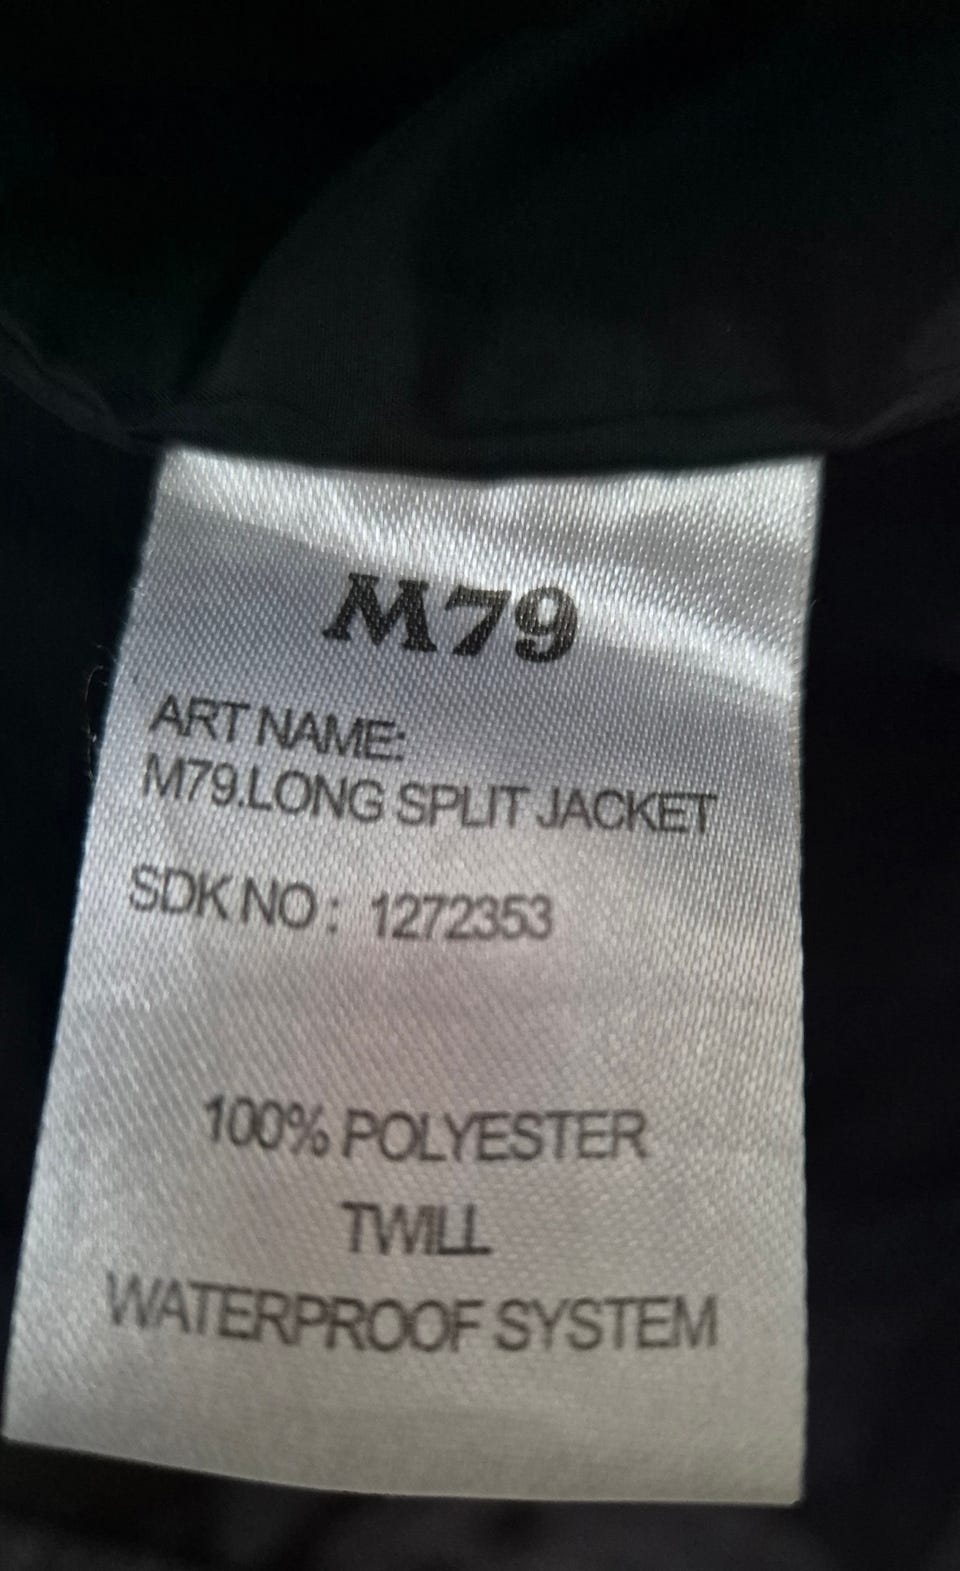 M79
ART NAME:
M79.LONG SPLIT JACKET
SDK NO : 1272353
100% POLYESTER
TWILL
WATERPROOF SYSTEM